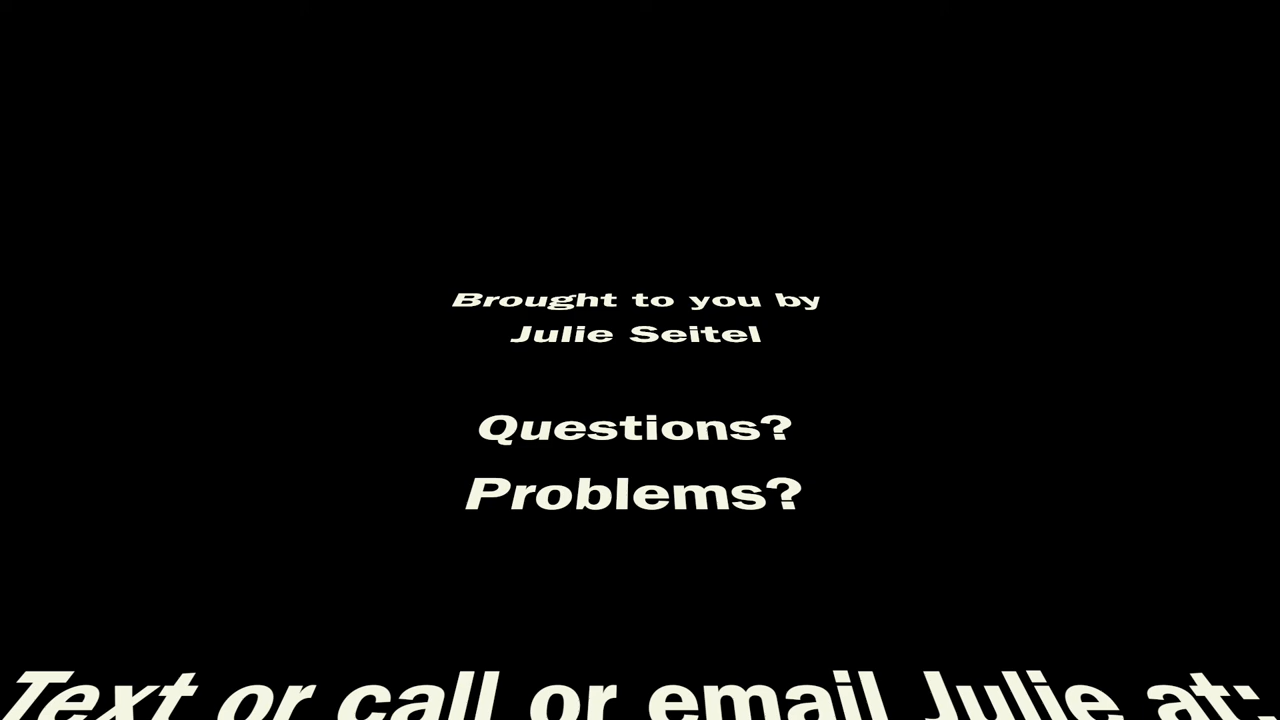 Brought to you by
Julie Seitel
Questions?
Problems?
Text or call or email Julie at: